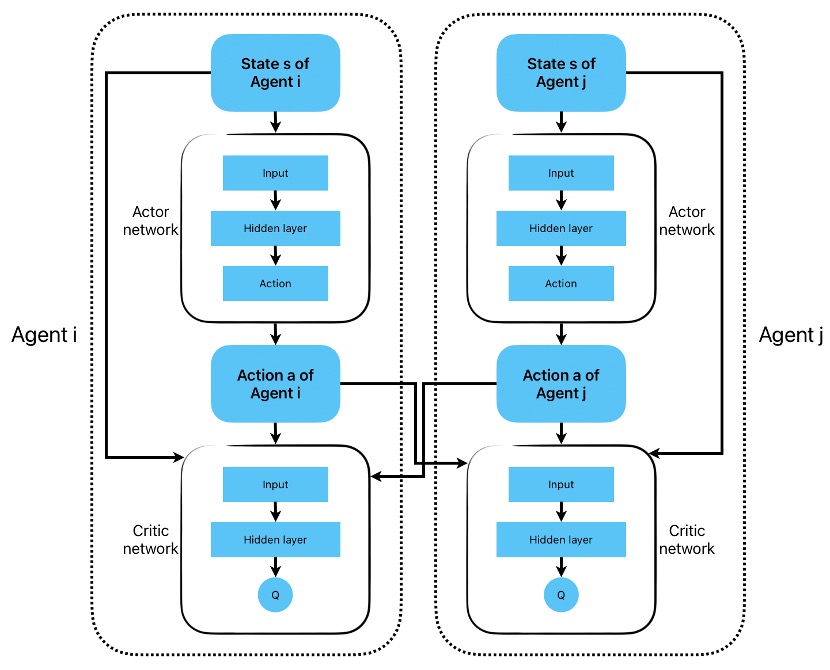 State s of
Agent i
State s of
Agent j
Input
Hidden layer
Action
Actor
network
Input
Hidden layer
Action
Actor
network
Agent i
Agent j
Action a of
Agent i
Action a of
Agent j
Input
Hidden layer
Q
Critic
network
Input
Hidden layer
Q
Critic
network